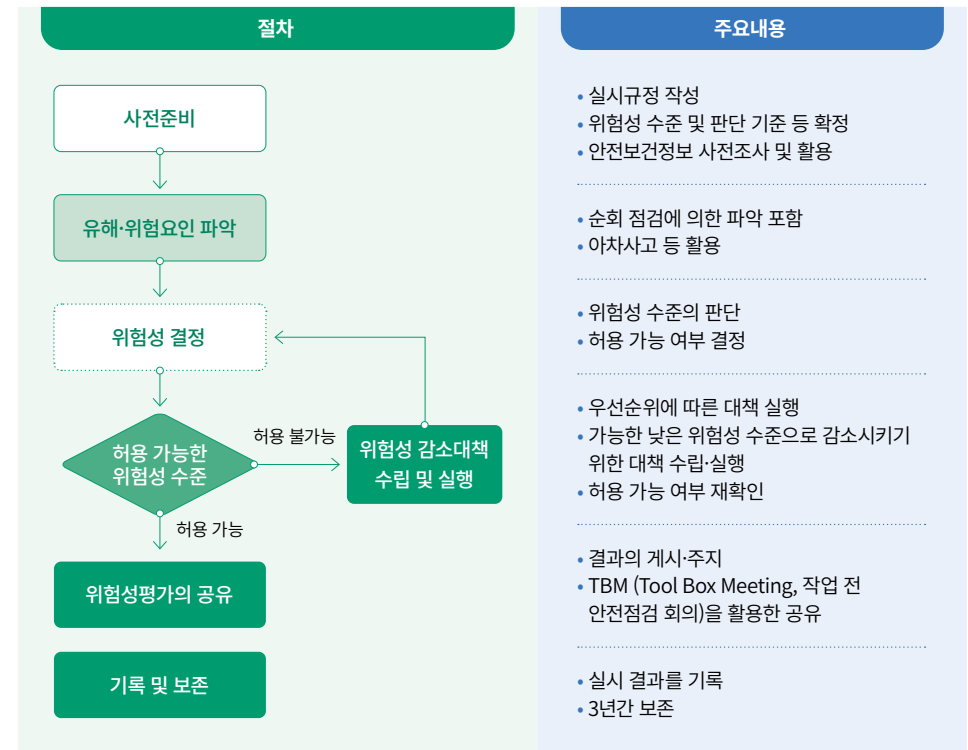 절차
사전준비
유해·위험요인 파악
위험성 결정
허용 가능한
위험성 수준
허용 불가능
위험성 감소대책
수립 및 실행
허용 가능
위험성평가의 공유
기록 및 보존
주요내용
• 실시규정 작성
• 위험성 수준 및 판단 기준 등 확정
• 안전보건정보 사전조사 및 활용
• 순회 점검에 의한 파악 포함
• 아차사고 등 활용
• 위험성 수준의 판단
• 허용 가능 여부 결정
• 우선순위에 따른 대책 실행
• 가능한 낮은 위험성 수준으로 감소시키기
위한 대책 수립·실행
• 허용 가능 여부 재확인
• 결과의 게시·주지
• TBM (Tool Box Meeting, 작업 전
안전점검 회의)을 활용한 공유
• 실시 결과를 기록
• 3년간 보존